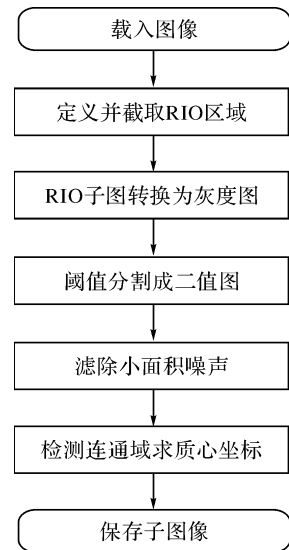 载入图像
定义并截取RIO区域
RIO子图转换为灰度图
阈值分割成二值图
滤除小面积噪声
检测连通域求质心坐标
保存子图像